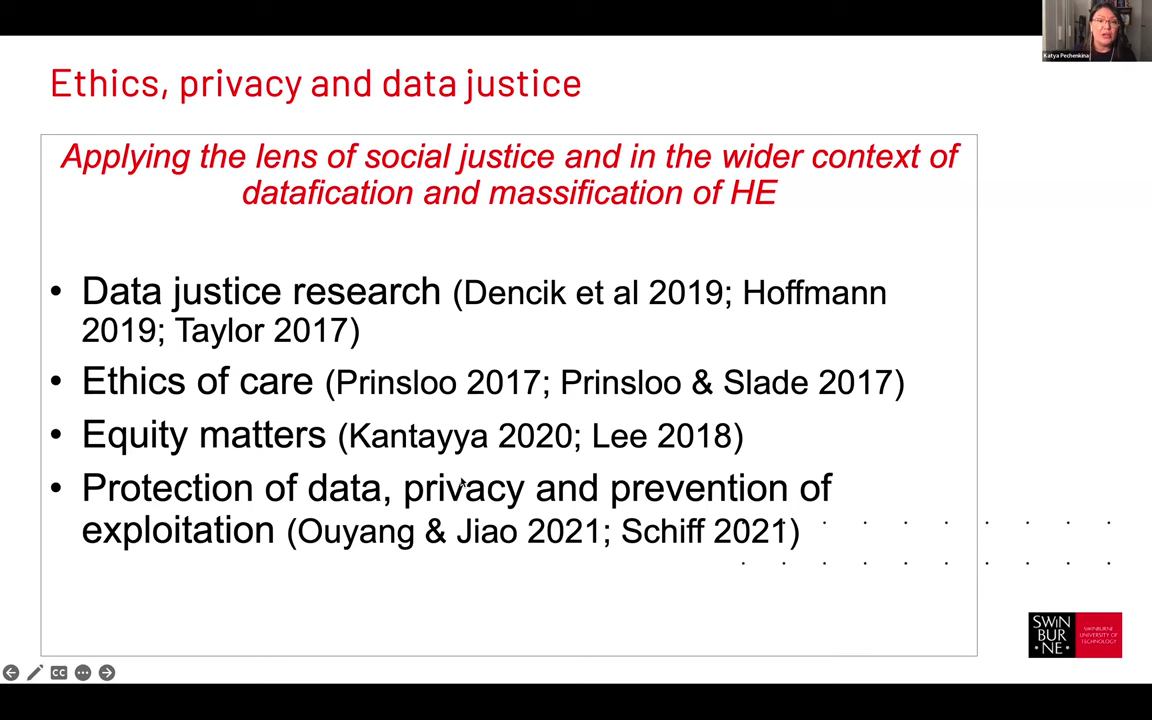 Katya Pechenkina
Ethics, privacy and data justice
Applying the lens of social justice and in the wider context of
datafication and massification of HE
• Data justice research (Dencik et al 2019; Hoffmann
2019; Taylor 2017)
• Ethics of care (Prinsloo 2017; Prinsloo & Slade 2017)
• Equity matters (Kantayya 2020; Lee 2018)
• Protection of data, privacy and prevention of
exploitation (Ouyang & Jiao 2021; Schiff 2021)
SWIN
BUR
NE
SWINBURNE
UNIVERSITY OF
TECHNOLOGY
CC